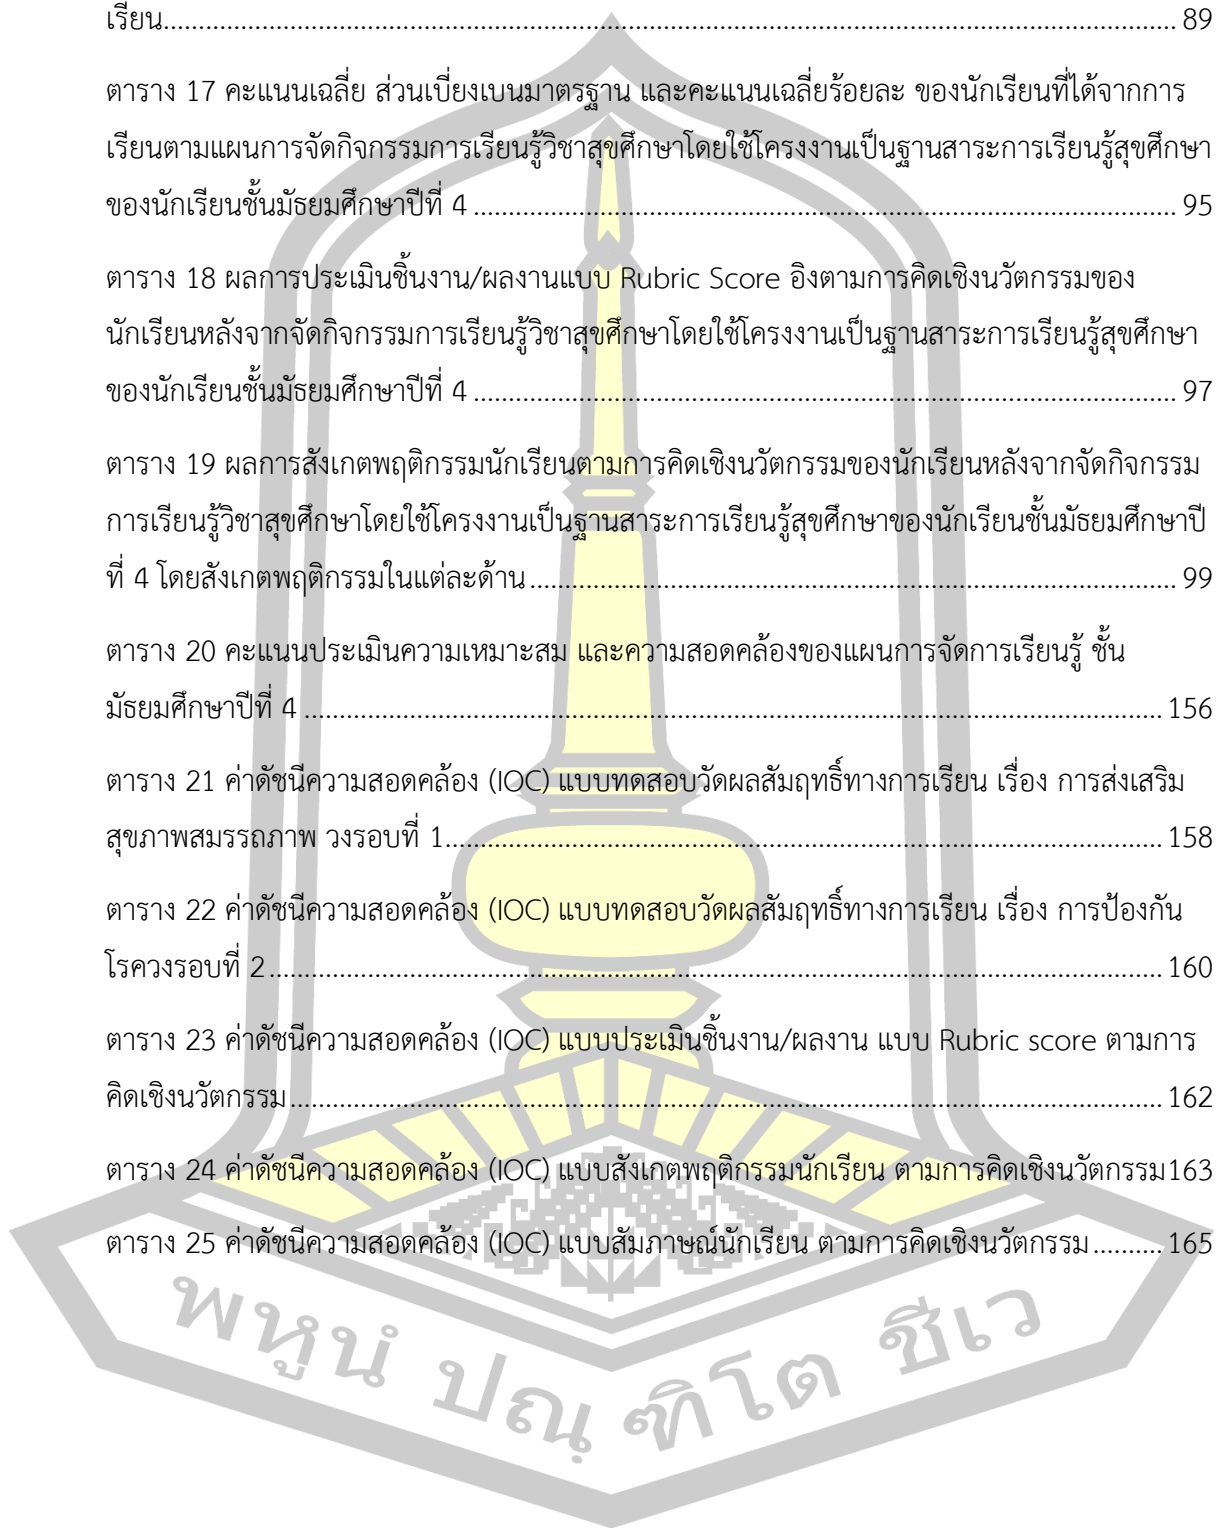 เรียน........................................................................................................................................................ 89
ตาราง 17 คะแนนเฉลี่ย ส่วนเบี่ยงเบนมาตรฐาน และคะแนนเฉลี่ยร้อยละ ของนักเรียนที่ได้จากการ
เรียนตามแผนการจัดกิจกรรมการเรียนรู้วิชาสุขศึกษาโดยใช้โครงงานเป็นฐานสาระการเรียนรู้สุขศึกษา
ของนักเรียนชั้นมัธยมศึกษาปีที่ 4 ......................................................................................................... 95
ตาราง 18 ผลการประเมินชิ้นงาน/ผลงานแบบ Rubric Score อิงตามการคิดเชิงนวัตกรรมของ
นักเรียนหลังจากจัดกิจกรรมการเรียนรู้วิชาสุขศึกษาโดยใช้โครงงานเป็นฐานสาระการเรียนรู้สุขศึกษา
ของนักเรียนชั้นมัธยมศึกษาปีที่ 4 ......................................................................................................... 97
ตาราง 19 ผลการสังเกตพฤติกรรมนักเรียนตามการคิดเชิงนวัตกรรมของนักเรียนหลังจากจัดกิจกรรม
การเรียนรู้วิชาสุขศึกษาโดยใช้โครงงานเป็นฐานสาระการเรียนรู้สุขศึกษาของนักเรียนชั้นมัธยมศึกษาปี
ที่ 4 โดยสังเกตพฤติกรรมในแต่ละด้าน ................................................................................................. 99
ตาราง 20 คะแนนประเมินความเหมาะสม และความสอดคล้องของแผนการจัดการเรียนรู้ ชั้น
มัธยมศึกษาปีที่ 4 ................................................................................................................................ 156
ตาราง 21 ค่าดัชนีความสอดคล้อง (IOC) แบบทดสอบวัดผลสัมฤทธิ์ทางการเรียน เรื่อง การส่งเสริม
สุขภาพสมรรถภาพ วงรอบที่ 1........................................................................................................... 158
ตาราง 22 ค่าดัชนีความสอดคล้อง (IOC) แบบทดสอบวัดผลสัมฤทธิ์ทางการเรียน เรื่อง การป้องกัน
โรควงรอบที่ 2 ..................................................................................................................................... 160
ตาราง 23 ค่าดัชนีความสอดคล้อง (IOC) แบบประเมินชิ้นงาน/ผลงาน แบบ Rubric score ตามการ
คิดเชิงนวัตกรรม .................................................................................................................................. 162
ตาราง 24 ค่าดัชนีความสอดคล้อง (IOC) แบบสังเกตพฤติกรรมนักเรียน ตามการคิดเชิงนวัตกรรม163
ตาราง 25 ค่าดัชนีความสอดคล้อง (IOC) แบบสัมภาษณ์นักเรียน ตามการคิดเชิงนวัตกรรม .......... 165
พหูนํ ปณฺฑิโต ชีเว